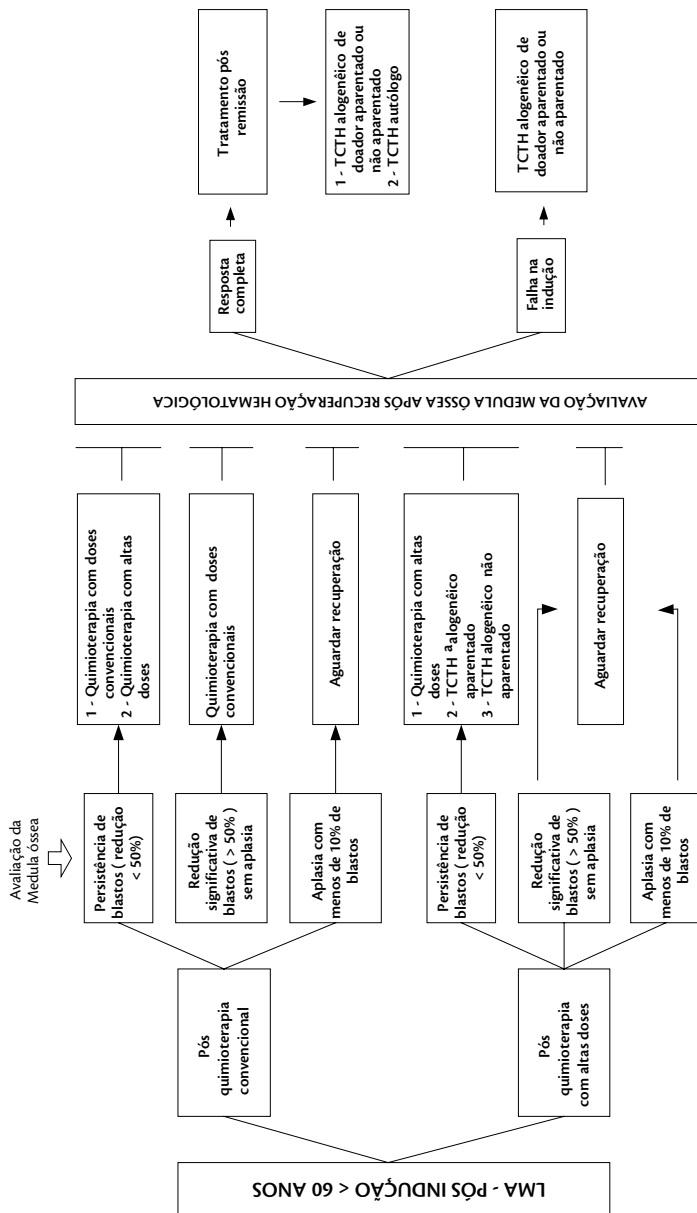 Avaliação da
Medula óssea
LMA - PÓS INDUÇÃO < 60 ANOS
Pós
quimioterapia
convencional
Persistência de
blastos ( redução
< 50%)
1 - Quimioterapia com doses
convencionais
2 - Quimioterapia com altas
doses
Redução
significativa de
blastos ( > 50% )
sem aplasia
Quimioterapia com doses
convencionais
Aplasia com
menos de 10% de
blastos
Aguardar recuperação
Pós
quimioterapia
com altas doses
Persistência de
blastos ( redução
< 50%)
1 - Quimioterapia com altas
doses
2 - TCTH ªalogenêico
aparentado
3 - TCTH alogenêico não
aparentado
Redução
significativa de
blastos ( > 50% )
sem aplasia
Aguardar recuperação
Aplasia com
menos de 10% de
blastos
AVALIAÇÃO DA MEDULA ÓSSEA APÓS RECUPERAÇÃO HEMATOLÓGICA
Resposta
completa
Tratamento pós
remissão
1 - TCTH alogenêico de
doador aparentado ou
não aparentado
2 - TCTH autólogo
Falha na
indução
TCTH alogenêico de
doador aparentado ou
não aparentado